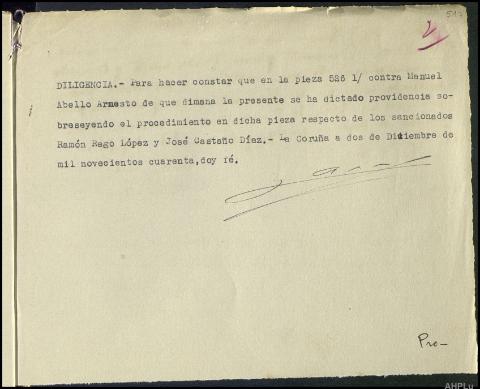 DILIGENCIA.- Para hacer constar que en la pieza 526 1/ contra Manuel
Abello Armesto de que dimana la presente se ha dictado providencia so-
breseyendo el procedimiento en dicha pieza respecto de los sancionados
Ramón Rego López y José Castaño Díaz.- La Coruña a dos de Diciembre de
mil novecientos cuarenta, doy fé.
Pro-
AHPLu